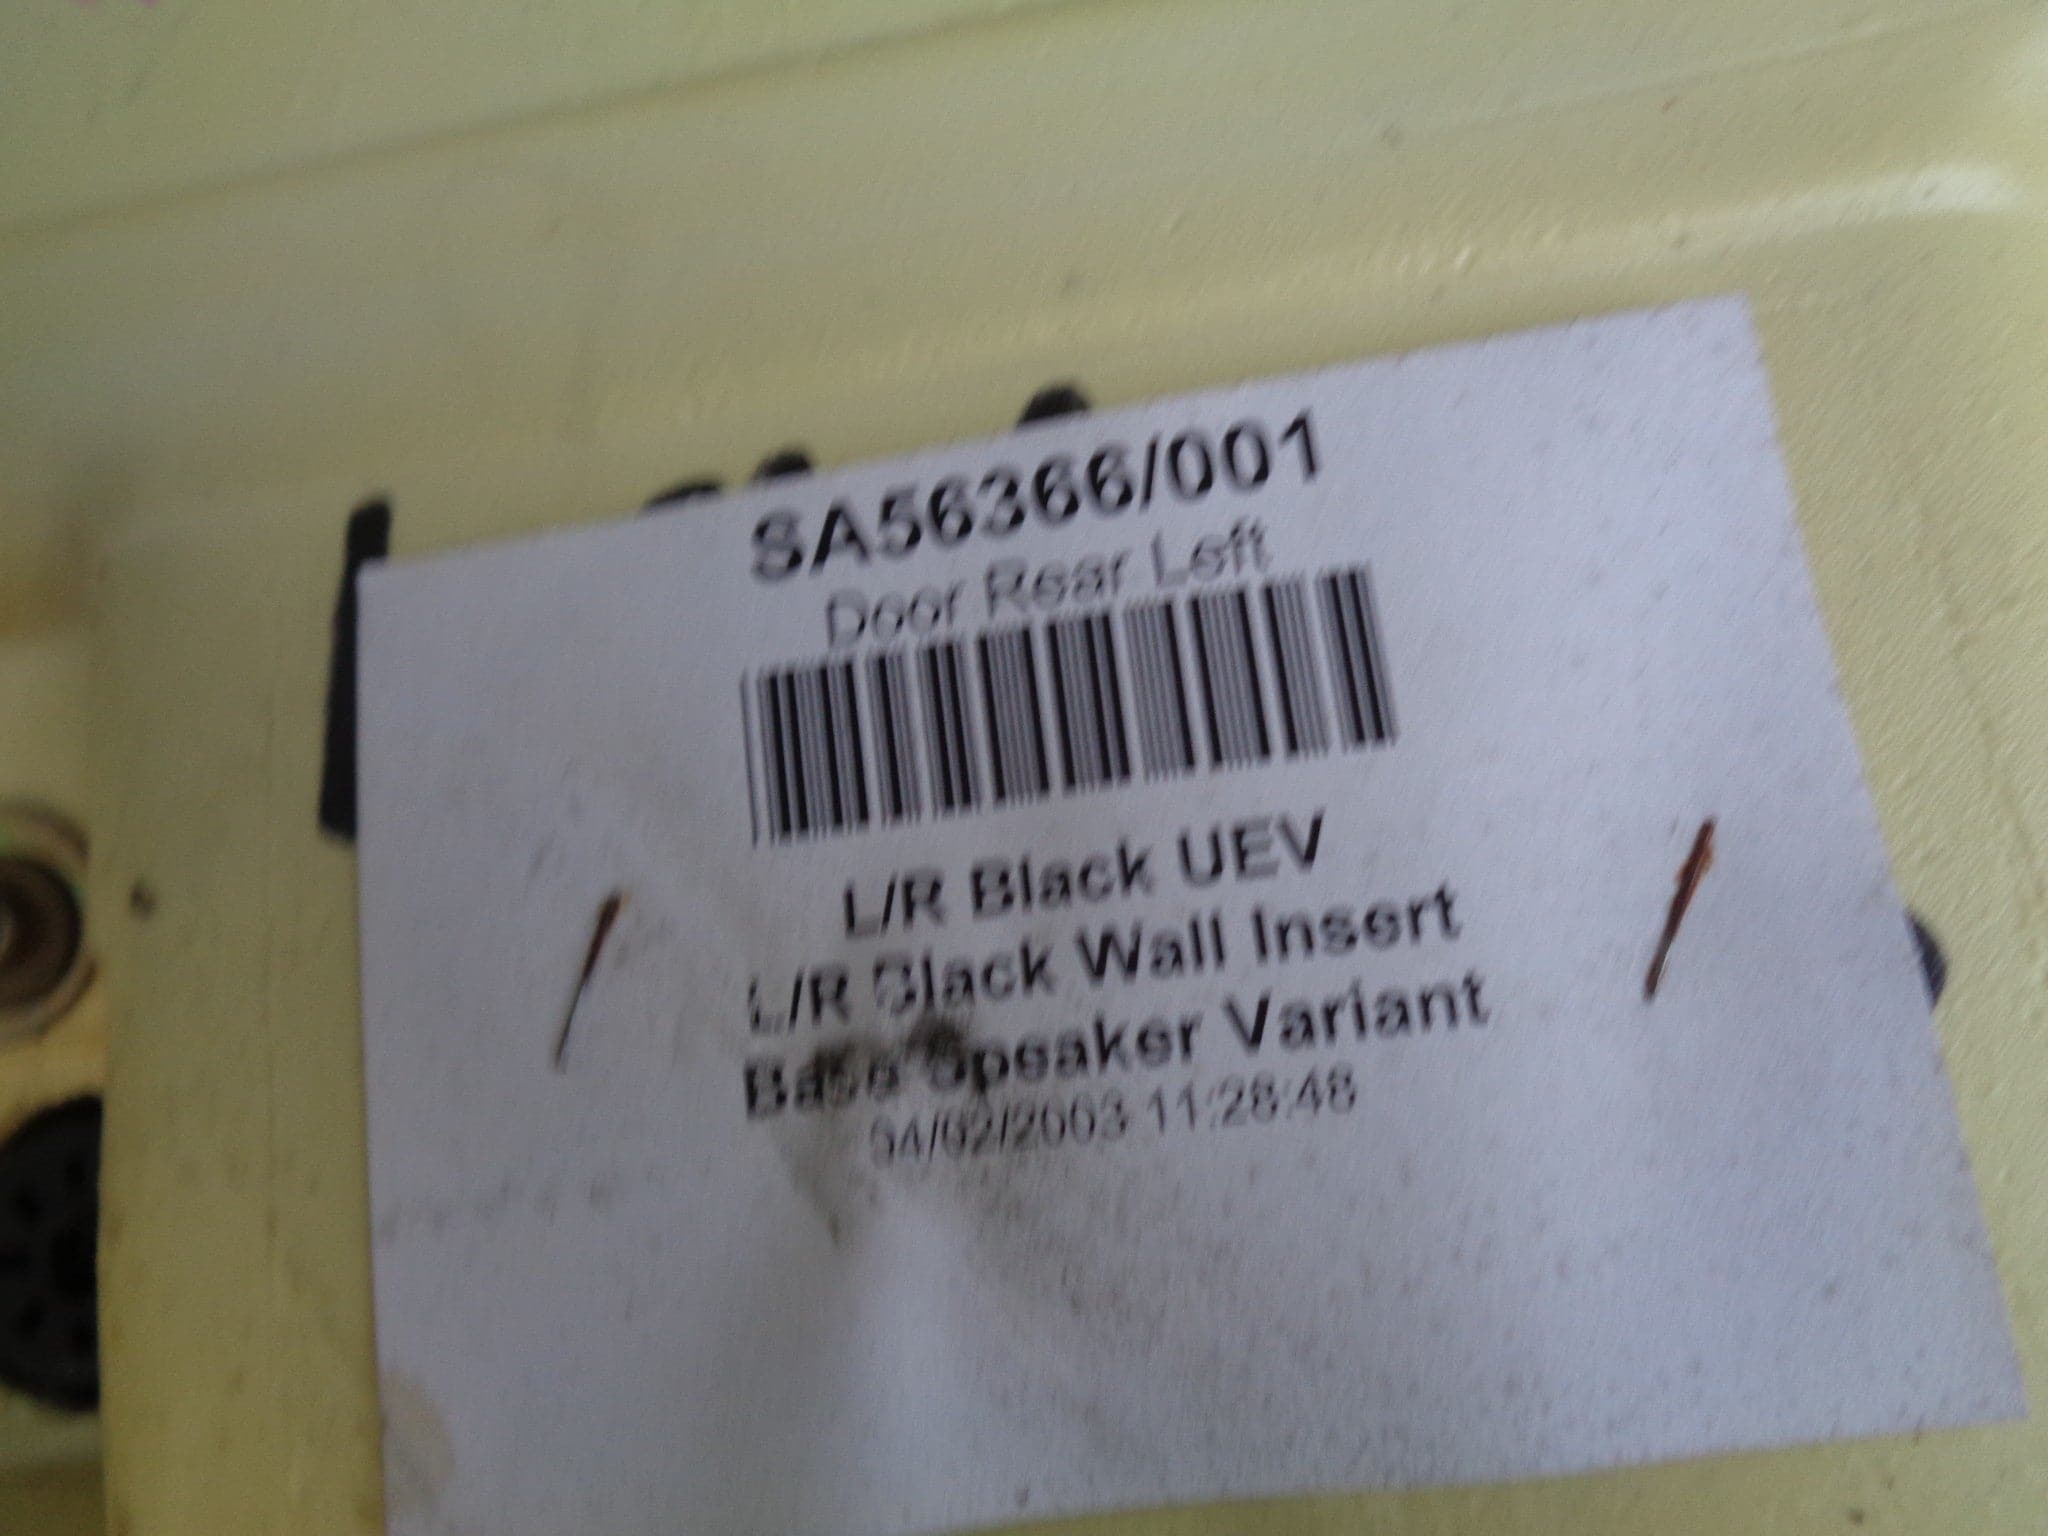 SA56366/001
Door Rear Left
L/R Black UEV
L/R Black Wall Insert
Base Speaker Variant
04/02/2003 11:28:48